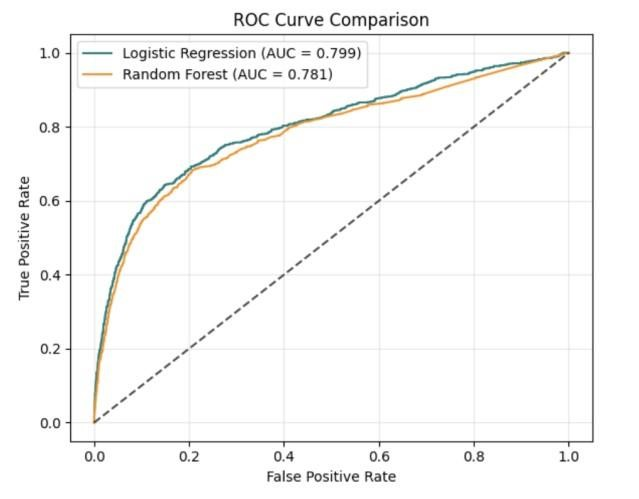 ROC Curve Comparison
Logistic Regression (AUC = 0.799)
Random Forest (AUC = 0.781)
True Positive Rate
1.0
0.8
0.6
0.4
0.2
0.0
0.0 0.2 0.4 0.6 0.8 1.0
False Positive Rate